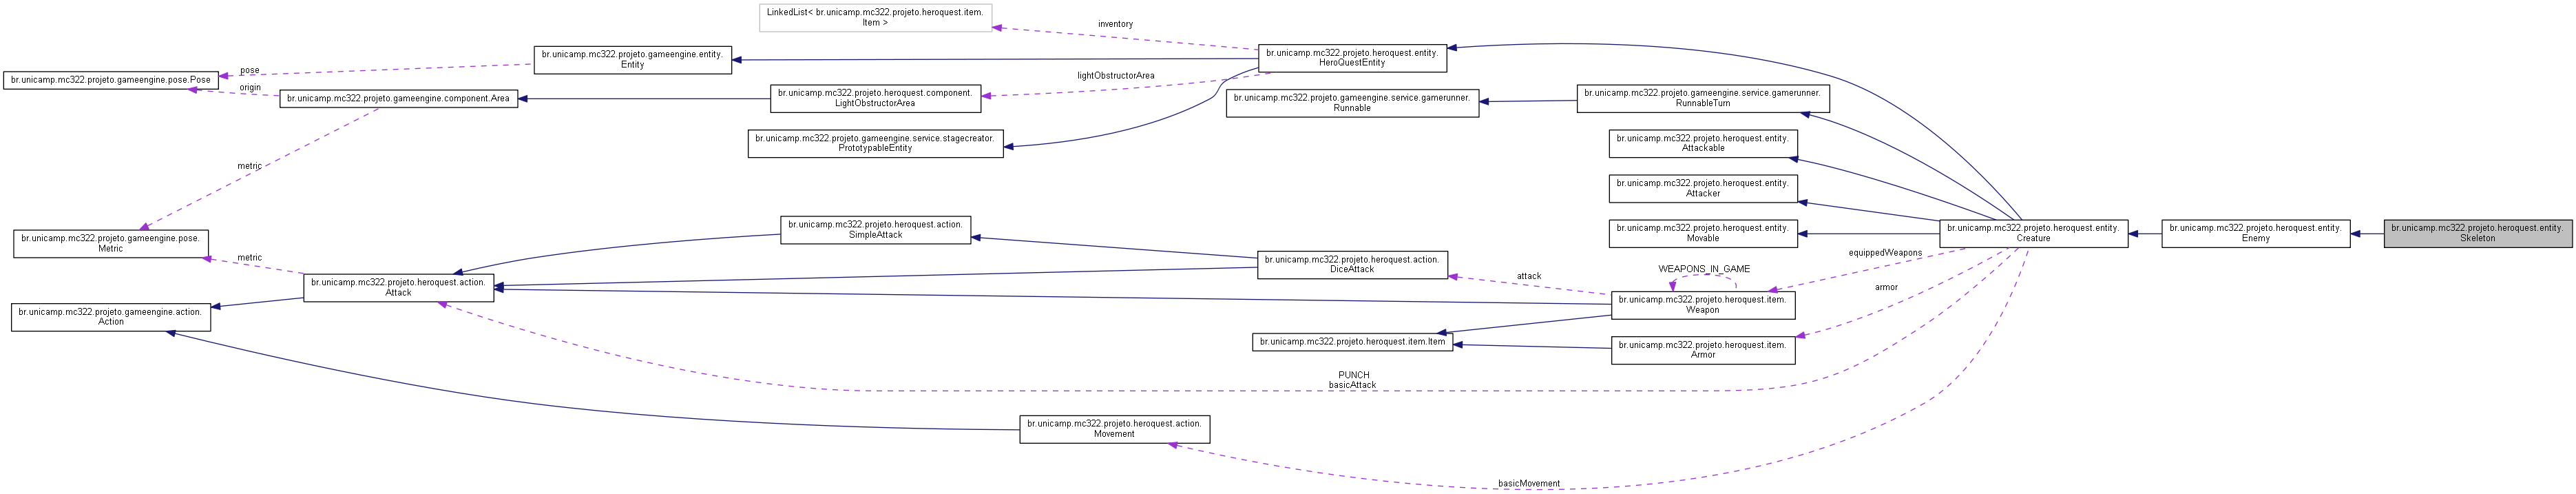 LinkedList< br.unicamp.mc322.projeto.heroquest.item.
Item >
inventory
br.unicamp.mc322.projeto.gameengine.entity.
Entity
br.unicamp.mc322.projeto.heroquest.entity.
HeroQuestEntity
pose
br.unicamp.mc322.projeto.gameengine.pose.Pose
origin
lightObstructorArea
br.unicamp.mc322.projeto.gameengine.component.Area
br.unicamp.mc322.projeto.heroquest.component.
LightObstructorArea
br.unicamp.mc322.projeto.gameengine.service.gamerunner.
Runnable
br.unicamp.mc322.projeto.gameengine.service.gamerunner.
RunnableTurn
br.unicamp.mc322.projeto.gameengine.service.stagecreator.
PrototypableEntity
br.unicamp.mc322.projeto.heroquest.entity.
Attackable
metric
br.unicamp.mc322.projeto.heroquest.entity.
Attacker
br.unicamp.mc322.projeto.gameengine.pose.
Metric
br.unicamp.mc322.projeto.heroquest.action.
SimpleAttack
br.unicamp.mc322.projeto.heroquest.entity.
Movable
br.unicamp.mc322.projeto.heroquest.entity.
Creature
br.unicamp.mc322.projeto.heroquest.entity.
Enemy
br.unicamp.mc322.projeto.heroquest.entity.
Skeleton
metric
br.unicamp.mc322.projeto.heroquest.action.
DiceAttack
equippedWeapons
WEAPONS_IN_GAME
attack
br.unicamp.mc322.projeto.heroquest.action.
Attack
armor
br.unicamp.mc322.projeto.heroquest.item.
Weapon
br.unicamp.mc322.projeto.gameengine.action.
Action
br.unicamp.mc322.projeto.heroquest.item.Item
br.unicamp.mc322.projeto.heroquest.item.
Armor
PUNCH
basicAttack
br.unicamp.mc322.projeto.heroquest.action.
Movement
basicMovement